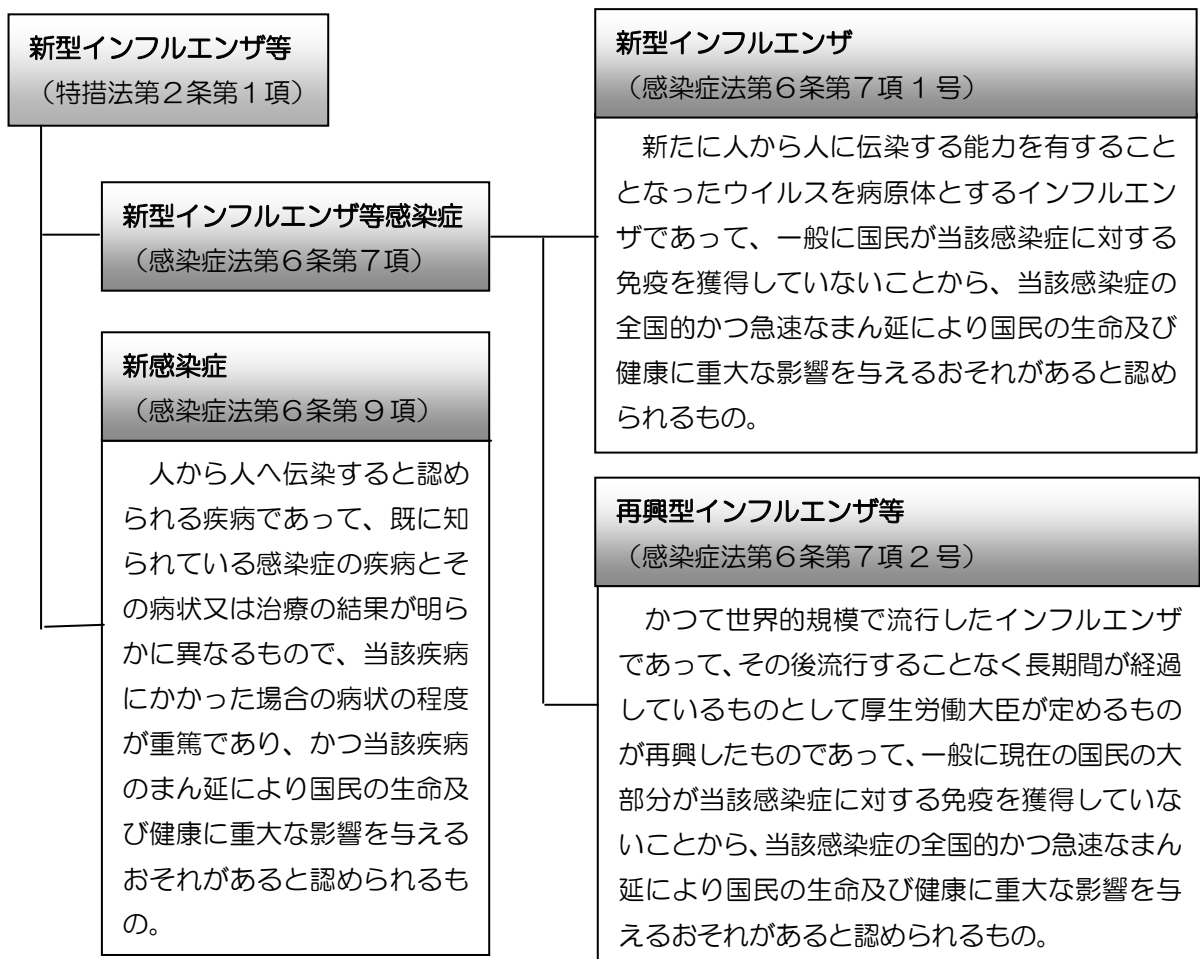 新型インフルエンザ等
（特措法第２条第１項）
新型インフルエンザ等感染症
（感染症法第６条第７項）
新感染症
（感染症法第６条第９項）
人から人へ伝染すると認め
られる疾病であって、既に知
られている感染症の疾病とそ
の病状又は治療の結果が明ら
かに異なるもので、当該疾病
にかかった場合の病状の程度
が重篤であり、かつ当該疾病
のまん延により国民の生命及
び健康に重大な影響を与える
おそれがあると認められるも
の。
新型インフルエンザ
（感染症法第６条第７項１号）
新たに人から人に伝染する能力を有すること
となったウイルスを病原体とするインフルエン
ザであって、一般に国民が当該感染症に対する
免疫を獲得していないことから、当該感染症の
全国的かつ急速なまん延により国民の生命及び
健康に重大な影響を与えるおそれがあると認め
られるもの。
再興型インフルエンザ等
（感染症法第６条第７項２号）
かつて世界的規模で流行したインフルエンザ
であって、その後流行することなく長期間が経過
しているものとして厚生労働大臣が定めるもの
が再興したものであって、一般に現在の国民の大
部分が当該感染症に対する免疫を獲得していな
いことから、当該感染症の全国的かつ急速なまん
延により国民の生命及び健康に重大な影響を与
えるおそれがあると認められるもの。